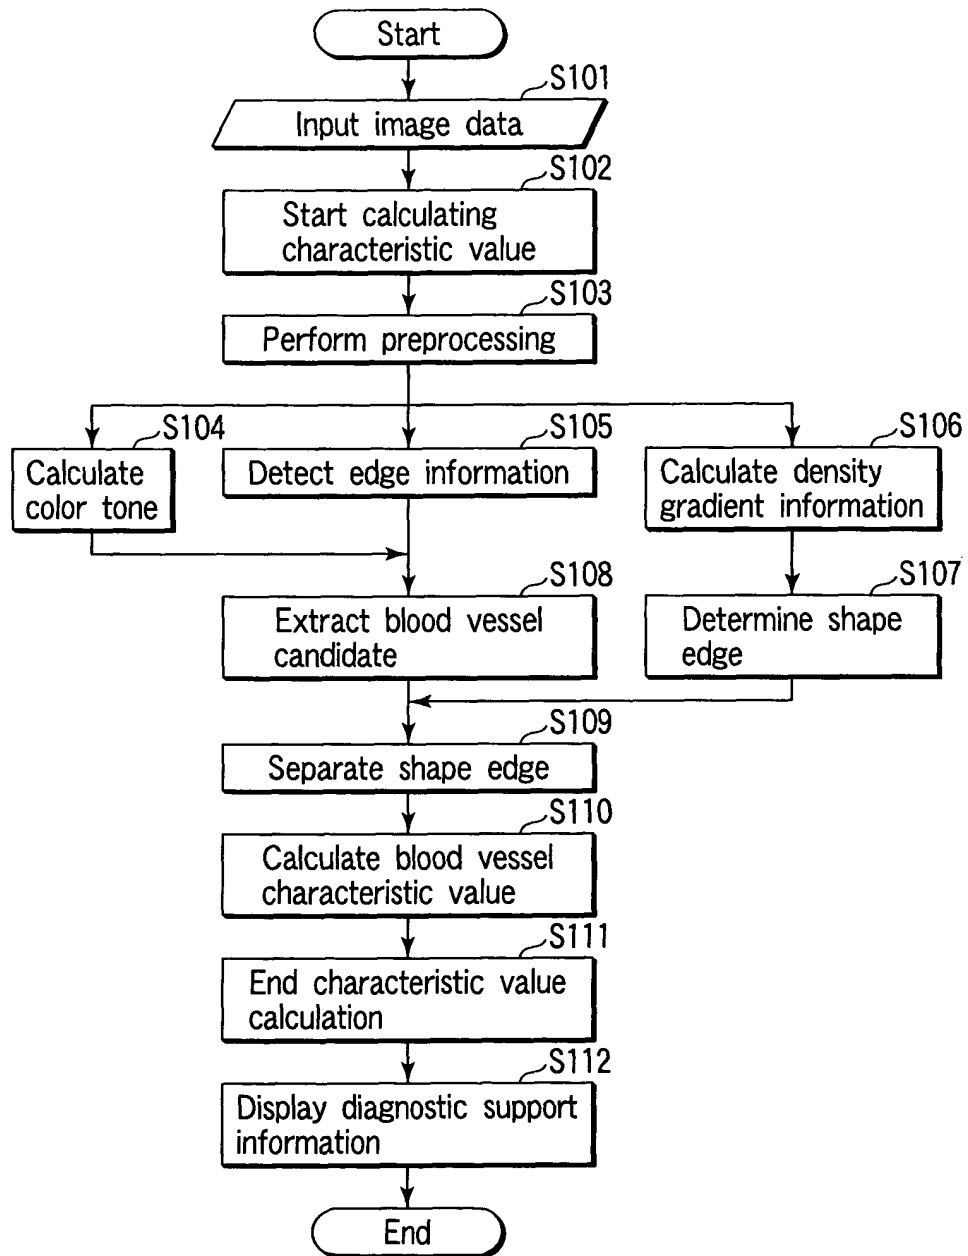 Start
S101
Input image data
S102
Start calculating
characteristic value
S103
Perform preprocessing
S104
Calculate
color tone
S105
Detect edge information
S106
Calculate density
gradient information
S108
Extract blood vessel
candidate
S107
Determine shape
edge
S109
Separate shape edge
S110
Calculate blood vessel
characteristic value
S111
End characteristic value
calculation
S112
Display diagnostic support
information
End